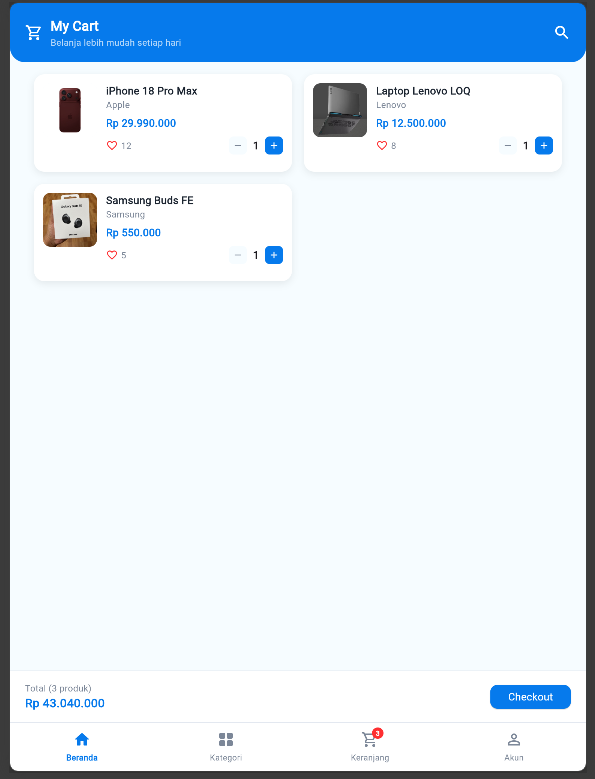 My Cart
Belanja lebih mudah setiap hari
iPhone 18 Pro Max
Apple
Rp 29.990.000
12
− 1 +
Laptop Lenovo LOQ
Lenovo
Rp 12.500.000
8
− 1 +
Samsung Buds FE
Samsung
Rp 550.000
5
− 1 +
Total (3 produk)
Rp 43.040.000
Checkout
3
Beranda
Kategori
Keranjang
Akun